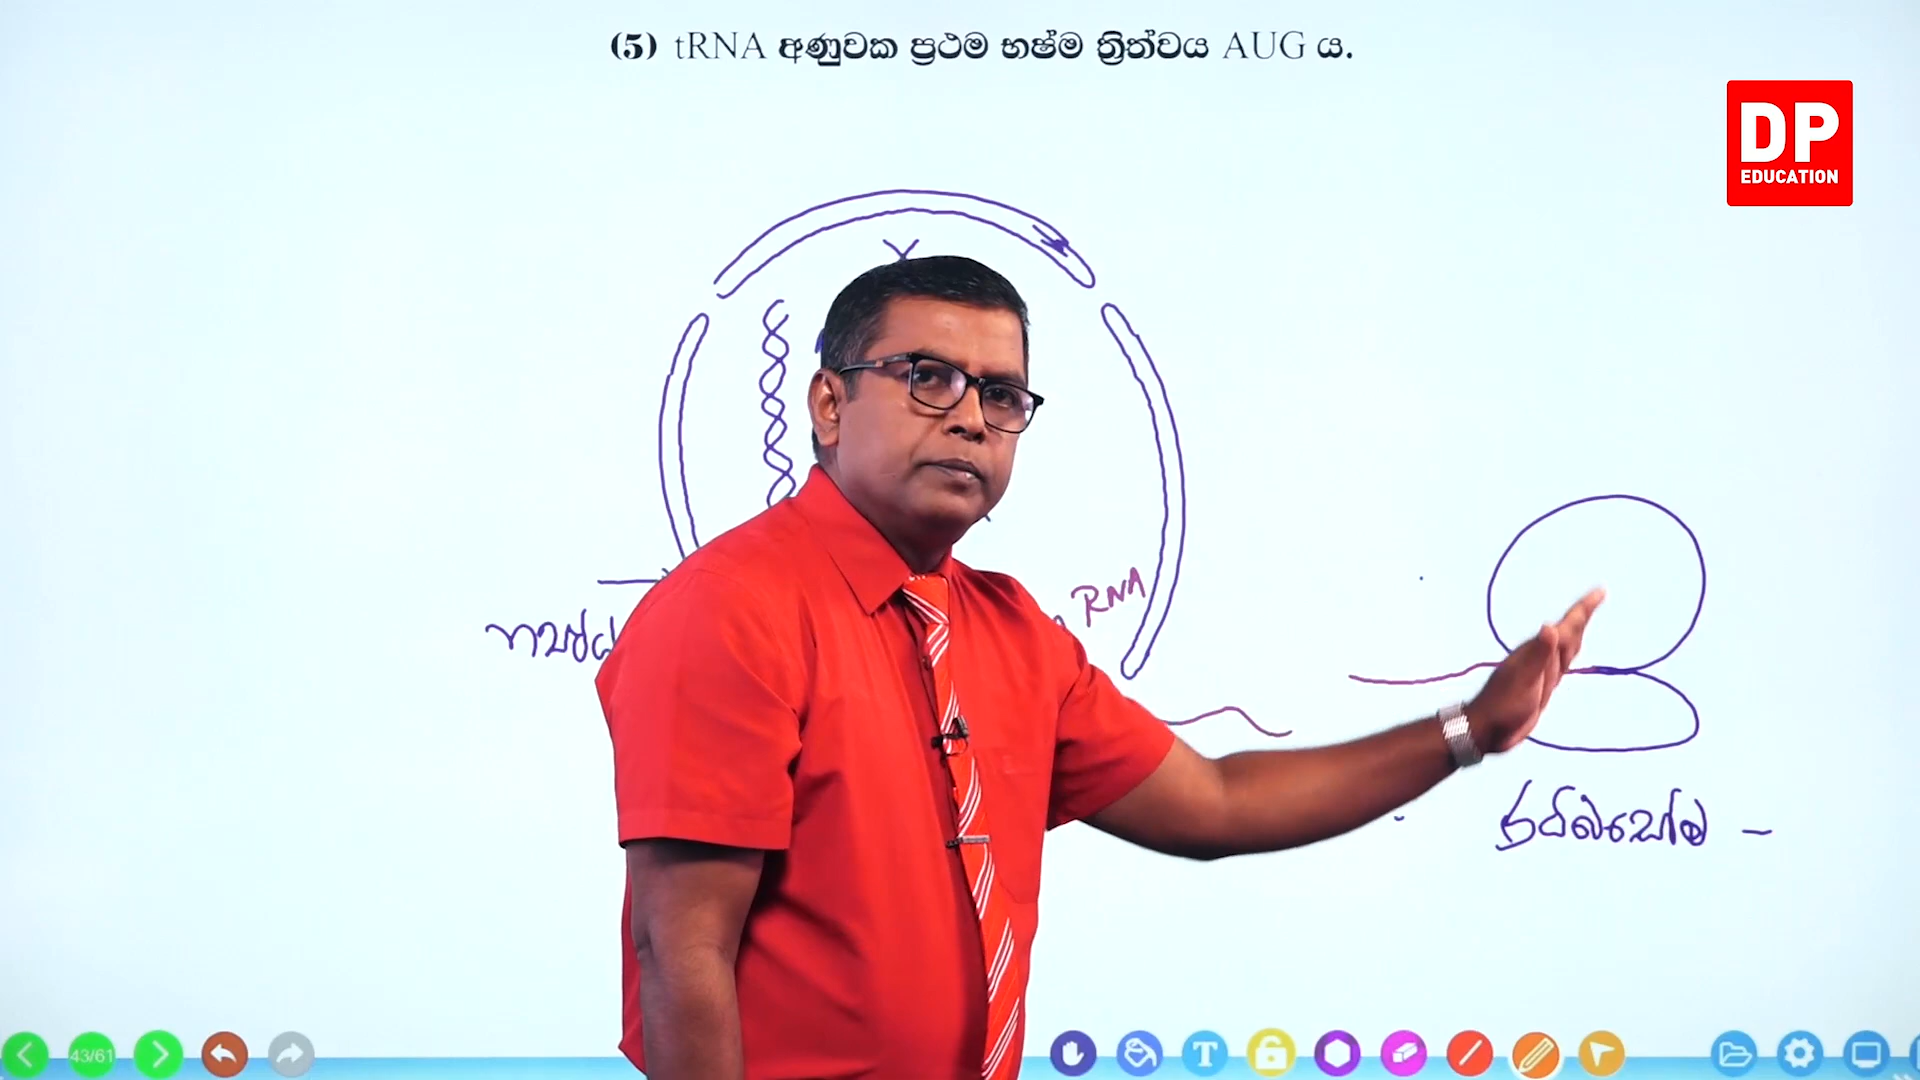 (5) tRNA අණුවක ප්‍රථම භෂ්ම ත්‍රිත්වය AUG ය.
DP
EDUCATION
RNA
රයිබසෝම –
43/61
T